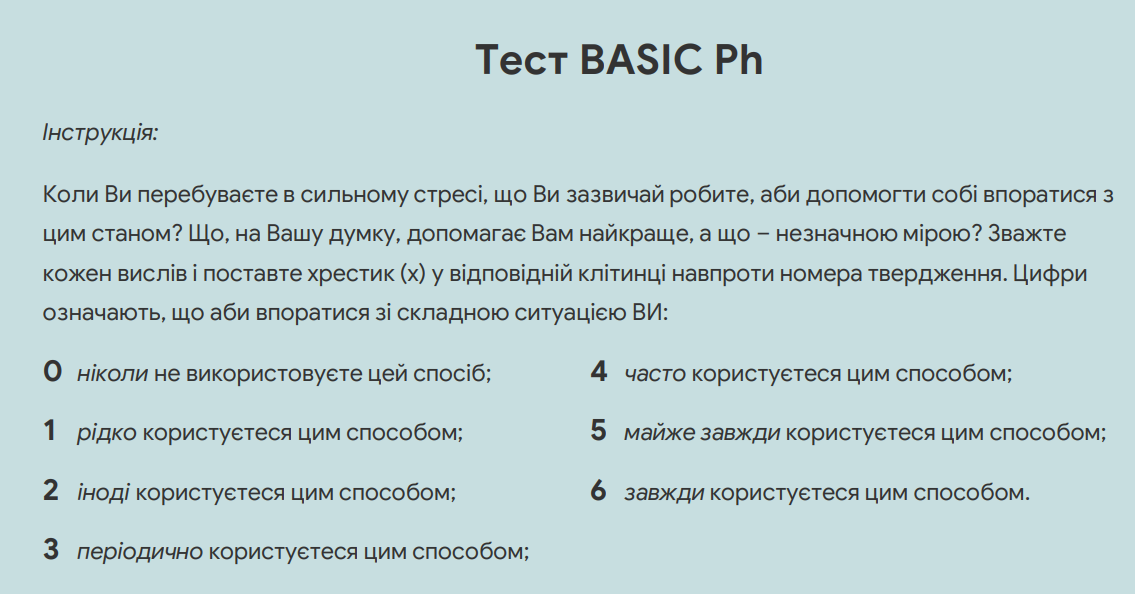 Тест BASIC Ph
Інструкція:
Коли Ви перебуваєте в сильному стресі, що Ви зазвичай робите, аби допомогти собі впоратися з
цим станом? Що, на Вашу думку, допомагає Вам найкраще, а що – незначною мірою? Зважте
кожен вислів і поставте хрестик (х) у відповідній клітинці навпроти номера твердження. Цифри
означають, що аби впоратися зі складною ситуацією ВИ:
0 ніколи не використовуєте цей спосіб;
1 рідко користуєтеся цим способом;
2 іноді користуєтеся цим способом;
3 періодично користуєтеся цим способом;
4 часто користуєтеся цим способом;
5 майже завжди користуєтеся цим способом;
6 завжди користуєтеся цим способом.